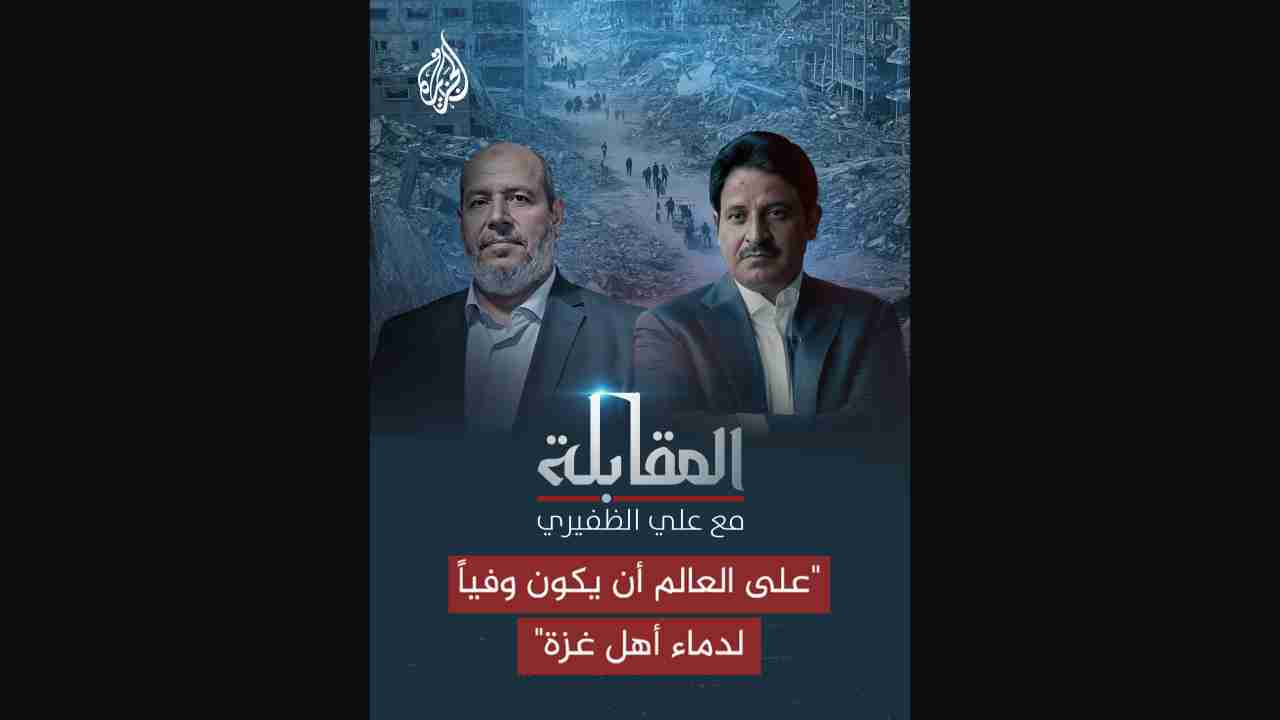 الجزيرة
المقابلة
مع علي الظفيري
"على العالم أن يكون وفياً
لدماء أهل غزة"